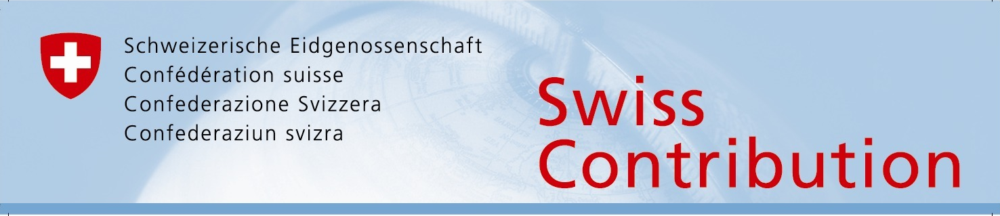 Schweizerische Eidgenossenschaft
Confédération suisse
Confederazione Svizzera
Confederaziun svizra
Swiss
Contribution